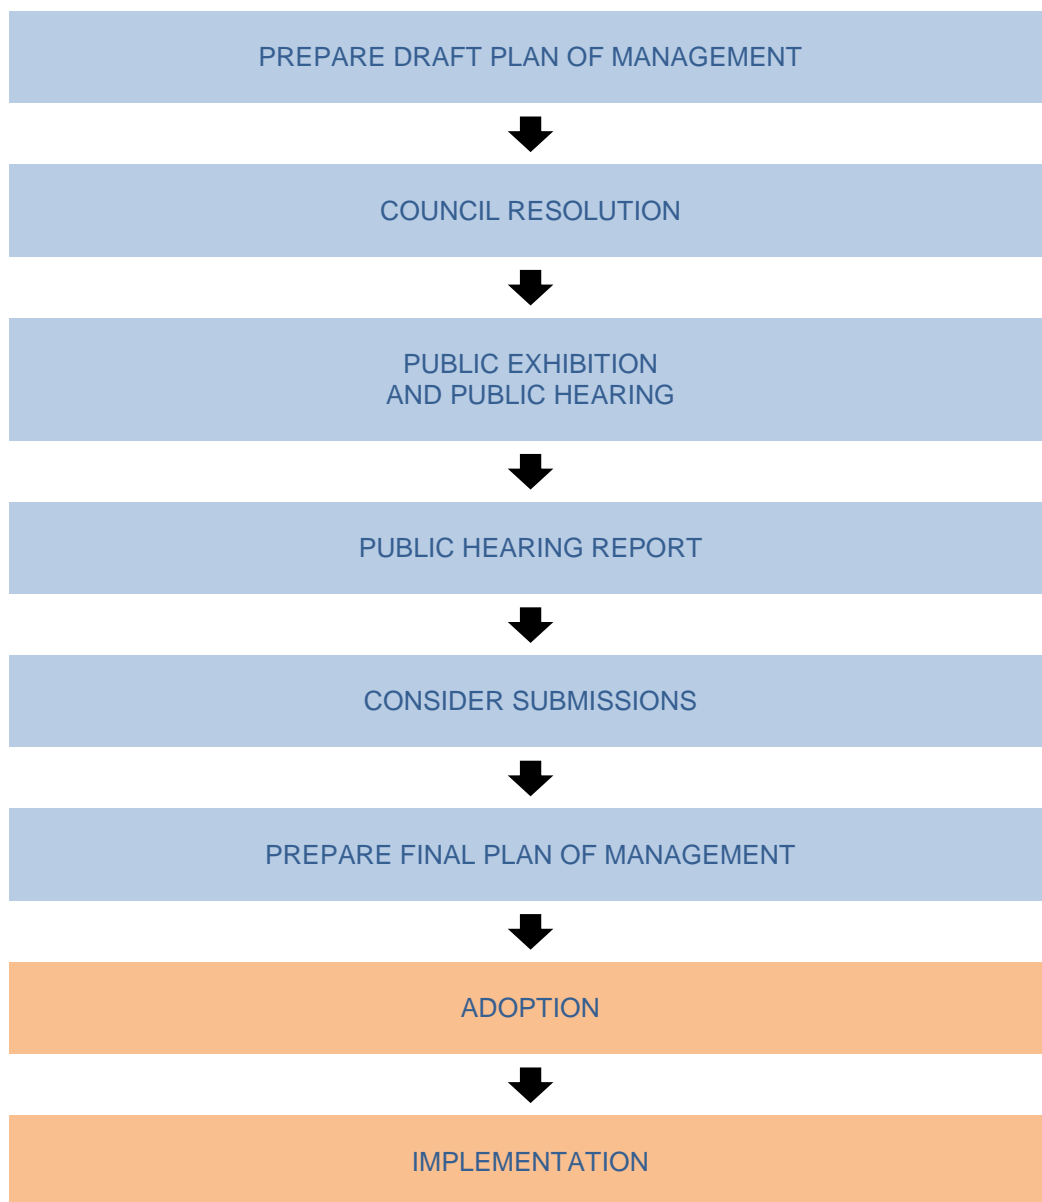 PREPARE DRAFT PLAN OF MANAGEMENT
COUNCIL RESOLUTION
PUBLIC EXHIBITION
AND PUBLIC HEARING
PUBLIC HEARING REPORT
CONSIDER SUBMISSIONS
PREPARE FINAL PLAN OF MANAGEMENT
ADOPTION
IMPLEMENTATION